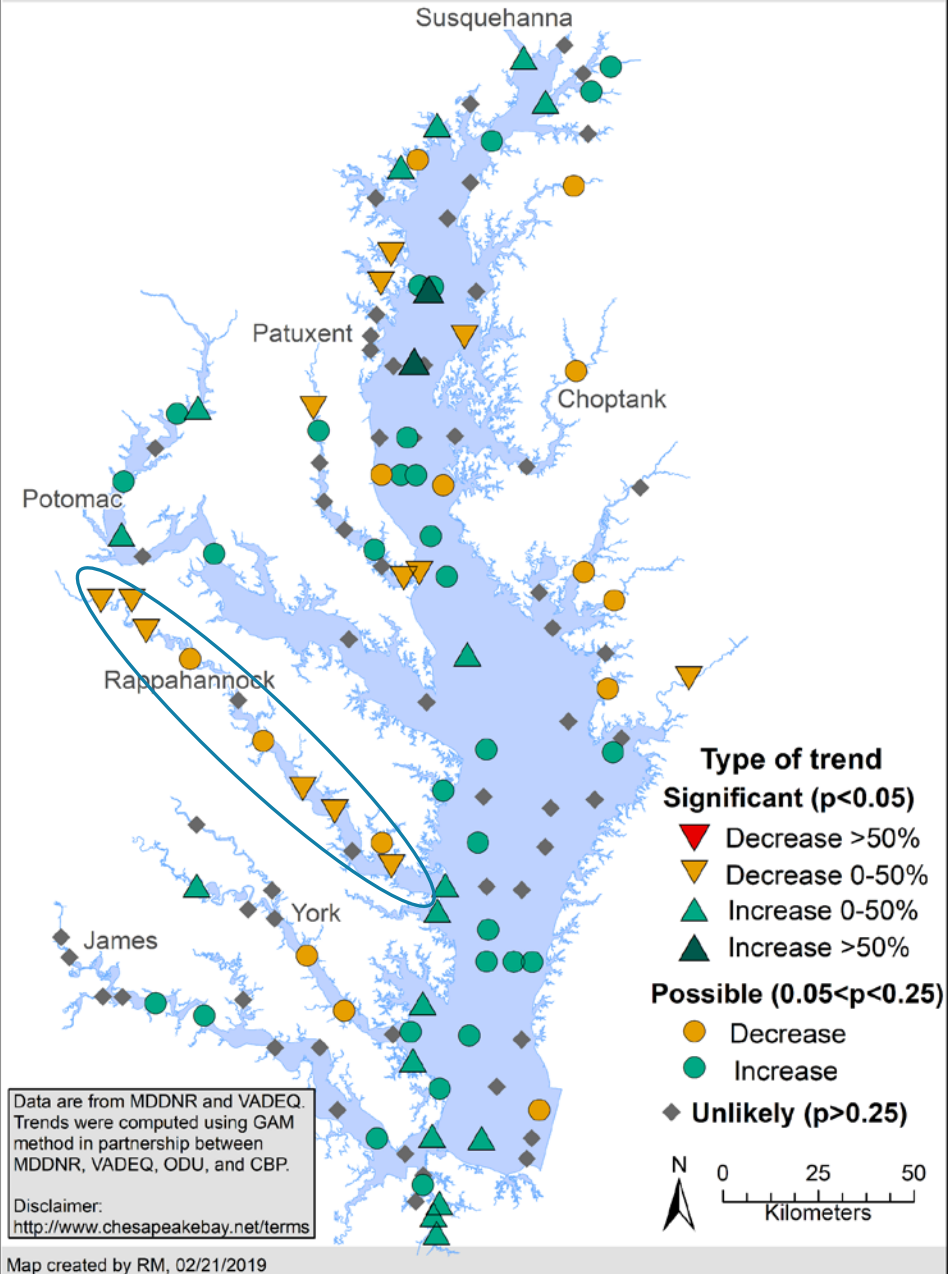 Susquehanna
Patuxent
Choptank
Potomac
Rappahannock
York
James
Type of trend
Significant (p<0.05)
Decrease >50%
Decrease 0-50%
Increase 0-50%
Increase >50%
Possible (0.05<p<0.25)
Decrease
Increase
Unlikely (p>0.25)
N
0 25 50
Kilometers
Data are from MDDNR and VADEQ.
Trends were computed using GAM
method in partnership between
MDDNR, VADEQ, ODU, and CBP.
Disclaimer:
http://www.chesapeakebay.net/terms
Map created by RM, 02/21/2019